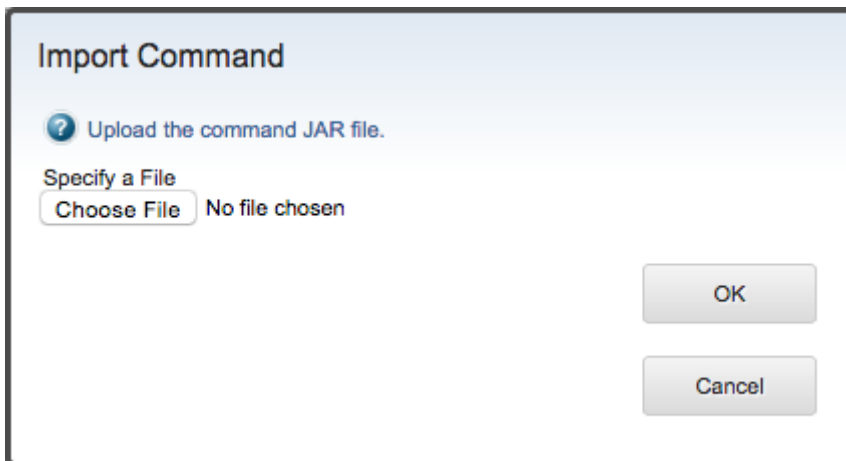 Import Command
? Upload the command JAR file.
Specify a File
Choose File No file chosen
OK
Cancel